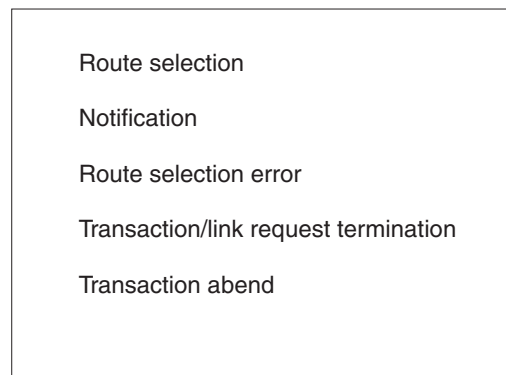 Route selection
Notification
Route selection error
Transaction/link request termination
Transaction abend